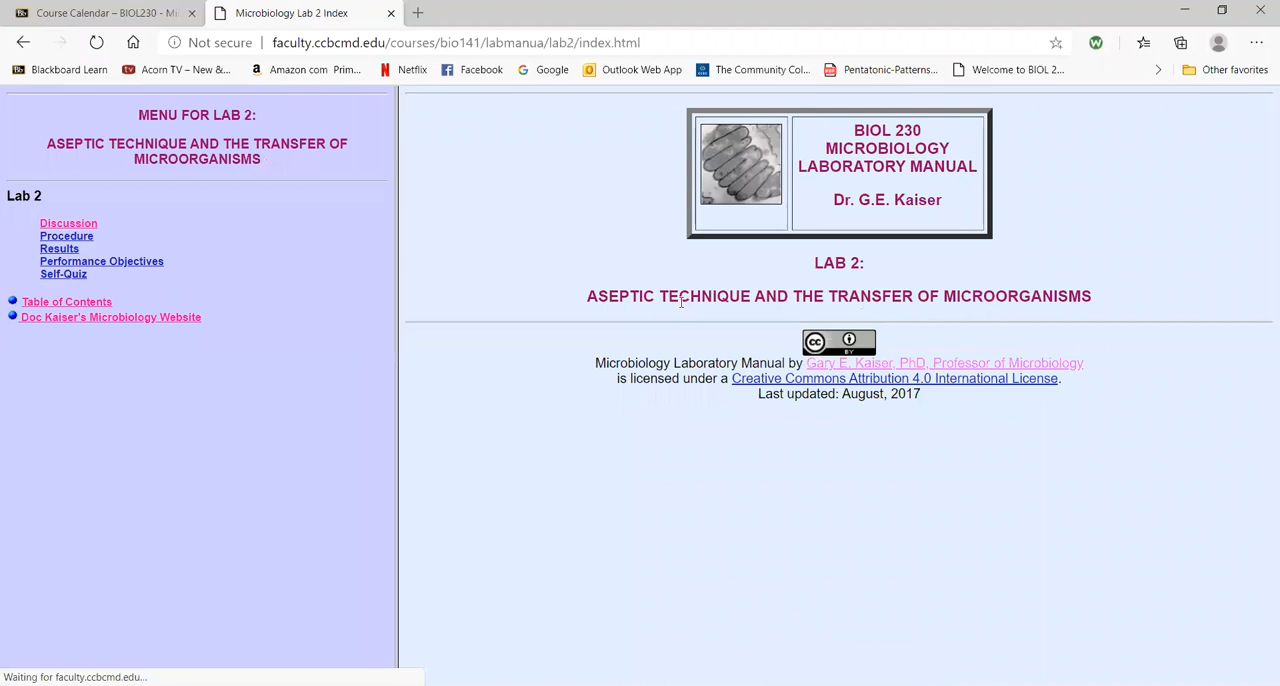 Course Calendar – BIOL230 - Mi
Microbiology Lab 2 Index
Not secure
faculty.ccbcmd.edu/courses/bio141/labmanua/lab2/index.html
W
Bb
Blackboard Learn
tv
Acorn TV – New &...
a
Amazon com Prim...
N
Netflix
Facebook
G
Google
Outlook Web App
The Community Col...
Pentatonic-Patterns...
Welcome to BIOL 2...
Other favorites
MENU FOR LAB 2:
ASEPTIC TECHNIQUE AND THE TRANSFER OF
MICROORGANISMS
Lab 2
Discussion
Procedure
Results
Performance Objectives
Self-Quiz
Table of Contents
Doc Kaiser's Microbiology Website
BIOL 230
MICROBIOLOGY
LABORATORY MANUAL
Dr. G.E. Kaiser
LAB 2:
ASEPTIC TECHNIQUE AND THE TRANSFER OF MICROORGANISMS
cc
BY
Microbiology Laboratory Manual by Gary E. Kaiser, PhD, Professor of Microbiology
is licensed under a Creative Commons Attribution 4.0 International License.
Last updated: August, 2017
Waiting for faculty.ccbcmd.edu...